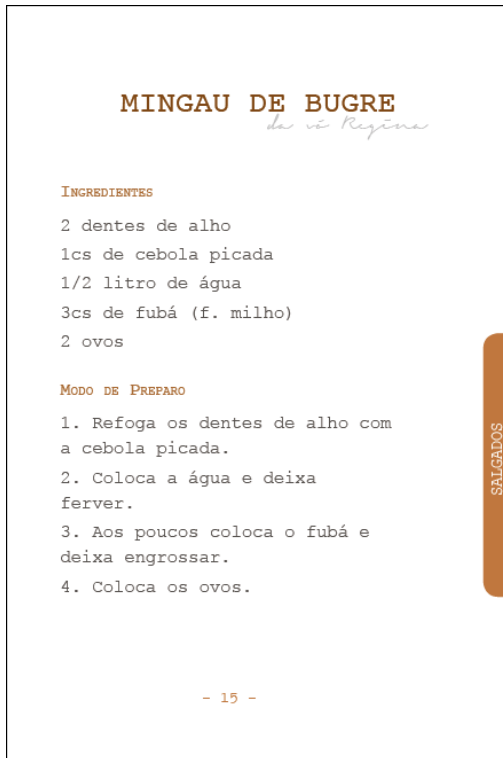 MINGAU DE BUGRE
da vó Regina
INGREDIENTES
2 dentes de alho
1cs de cebola picada
1/2 litro de água
3cs de fubá (f. milho)
2 ovos
MODO DE PREPARO
1. Refoga os dentes de alho com
a cebola picada.
2. Coloca a água e deixa
ferver.
3. Aos poucos coloca o fubá e
deixa engrossar.
4. Coloca os ovos.
SALGADOS
- 15 -